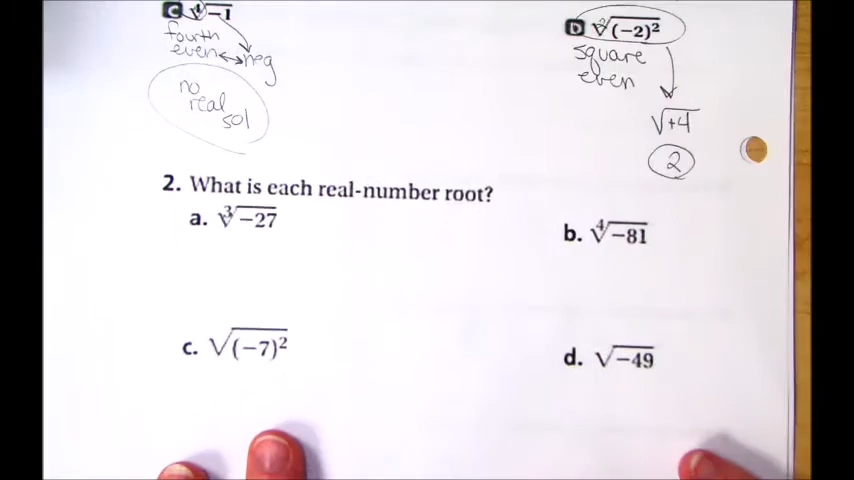 C ∜−1
fourth
even ↔ neg
no
real
sol
D √(−2)²
square
even
√+4
2
2. What is each real-number root?
a. ∛−27
b. ∜−81
c. √(−7)²
d. √−49